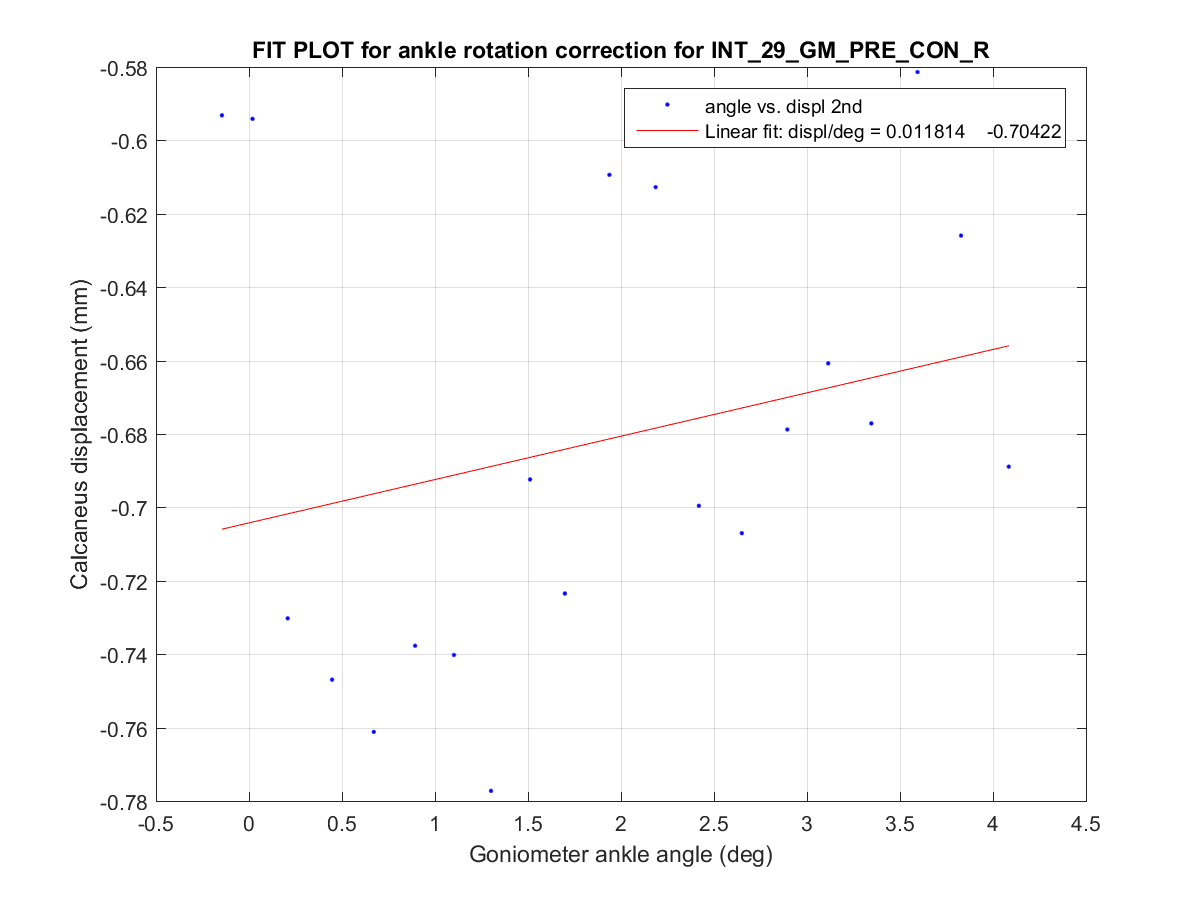 FIT PLOT for ankle rotation correction for INT_29_GM_PRE_CON_R
-0.58
angle vs. displ 2nd
Linear fit: displ/deg = 0.011814    -0.70422
-0.6
-0.62
-0.64
-0.66
-0.68
-0.7
-0.72
-0.74
-0.76
-0.78
Calcaneus displacement (mm)
-0.5 0 0.5 1 1.5 2 2.5 3 3.5 4 4.5
Goniometer ankle angle (deg)